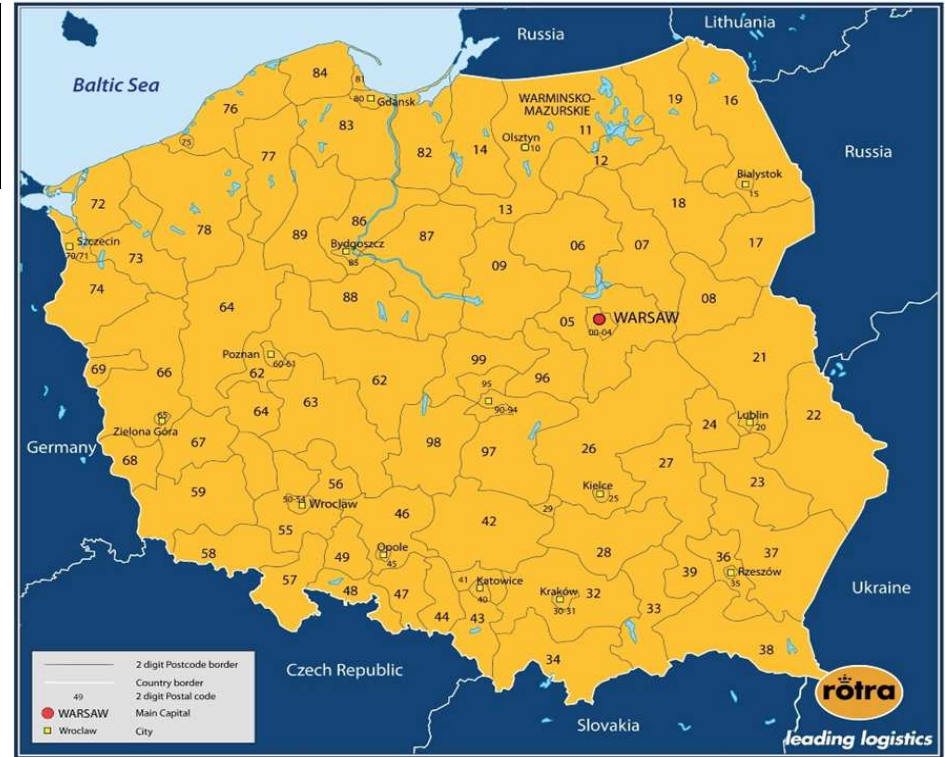 Lithuania
Russia
Baltic Sea
84
81
80
Gdańsk
WARMINSKO-
MAZURSKIE
19
16
76
83
11
75
77
82
14
Olsztyn
10
12
Russia
Bialystok
15
72
18
13
78
89
86
87
06
07
17
Szczecin
70/71
73
Bydgoszcz
85
09
74
88
08
64
05
WARSAW
00-04
Poznan
60-61
99
21
69
66
62
62
95
96
63
64
90-94
22
65
Zielona Góra
24
Lublin
20
Germany
67
98
97
26
68
27
23
59
56
Kielce
25
50-54
Wroclaw
29
46
42
55
58
49
Opole
45
28
36
37
39
Rzeszów
35
57
48
47
41
Katowice
40
Kraków
30-31
32
Ukraine
44
43
33
34
38
Czech Republic
Slovakia
2 digit Postcode border
Country border
49
2 digit Postal code
WARSAW
Main Capital
Wroclaw
City
rötra
leading logistics